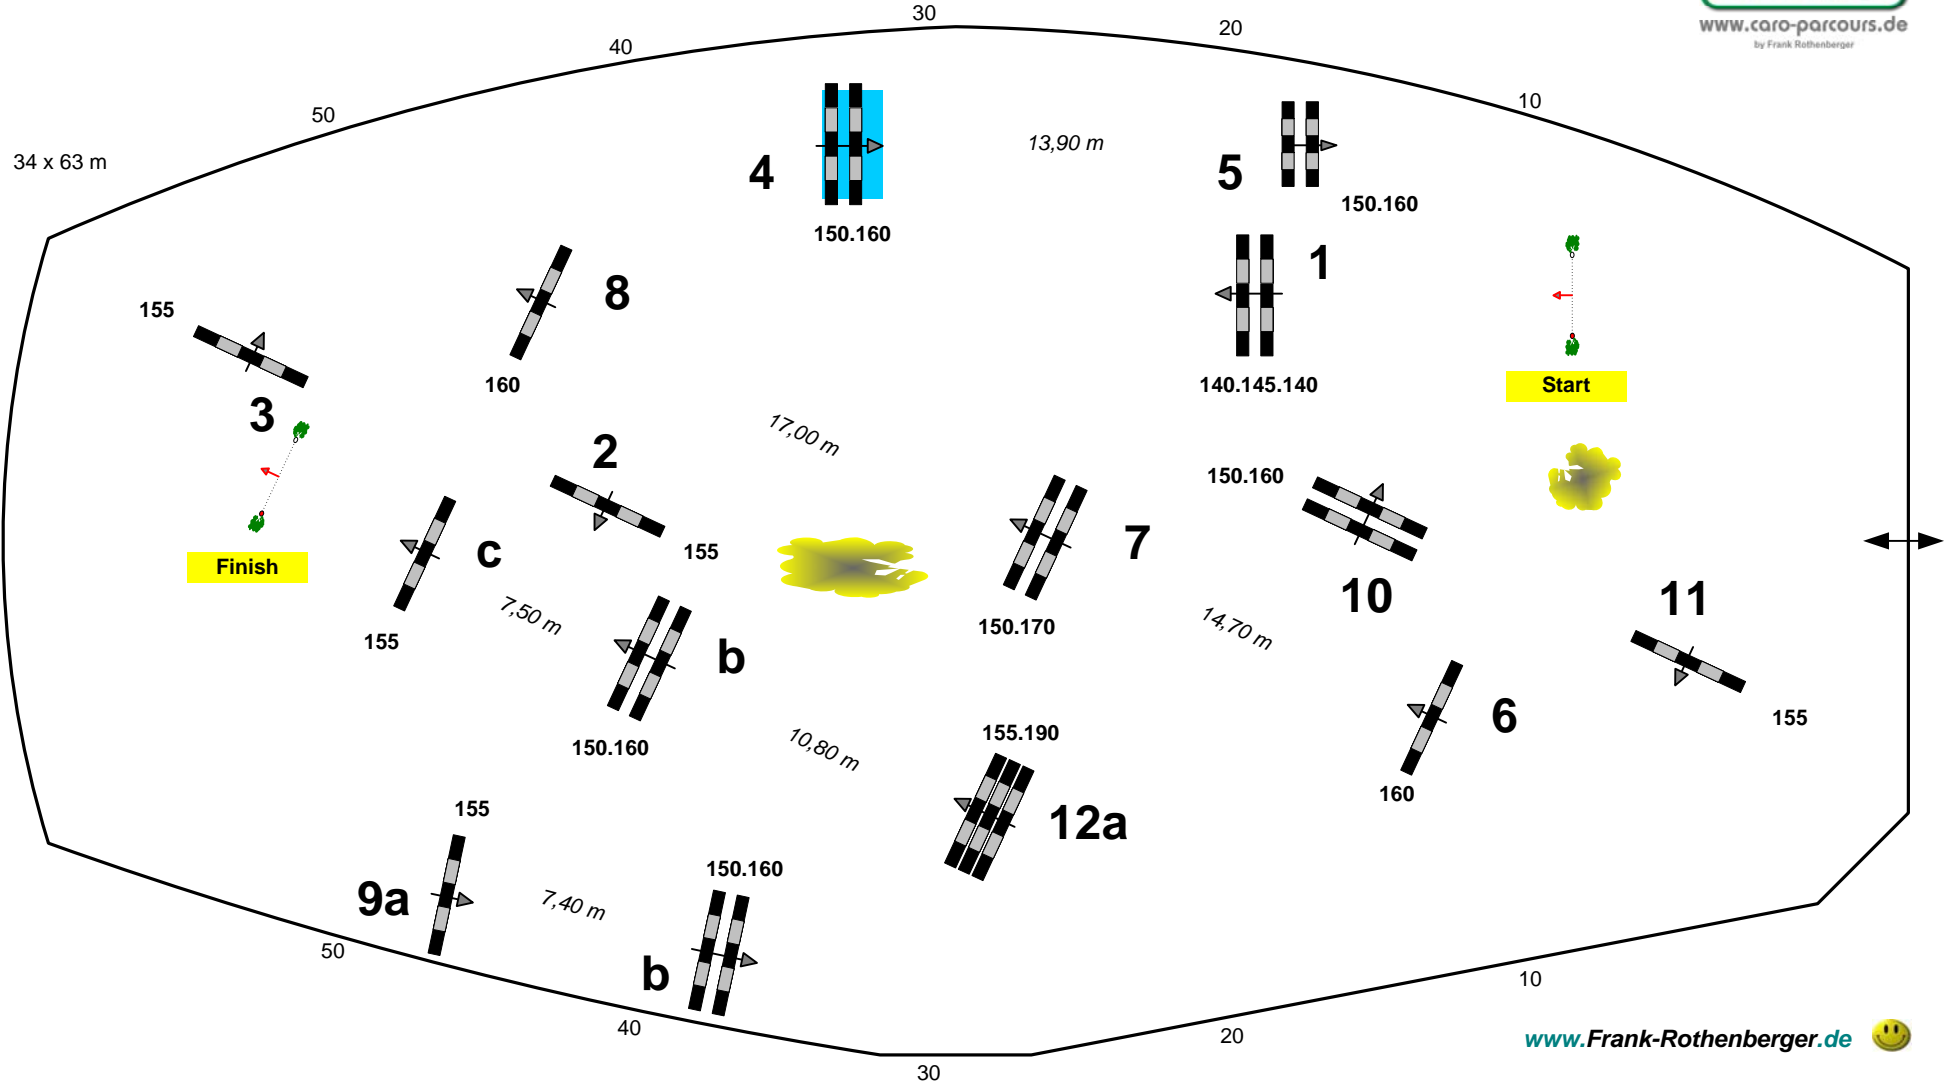 30
20
www.caro-parcours.de
by Frank Rothenberger
40
10
50
34 x 63 m
4
13,90 m
5
150.160
150.160
1
8
155
160
3
140.145.140
Start
17,00 m
2
150.160
155
c
7
Finish
7,50 m
155
b
150.170
14,70 m
10
11
155
150.160
10,80 m
155.190
6
160
12a
155
9a
7,40 m
150.160
b
50
40
30
20
10
www.Frank-Rothenberger.de